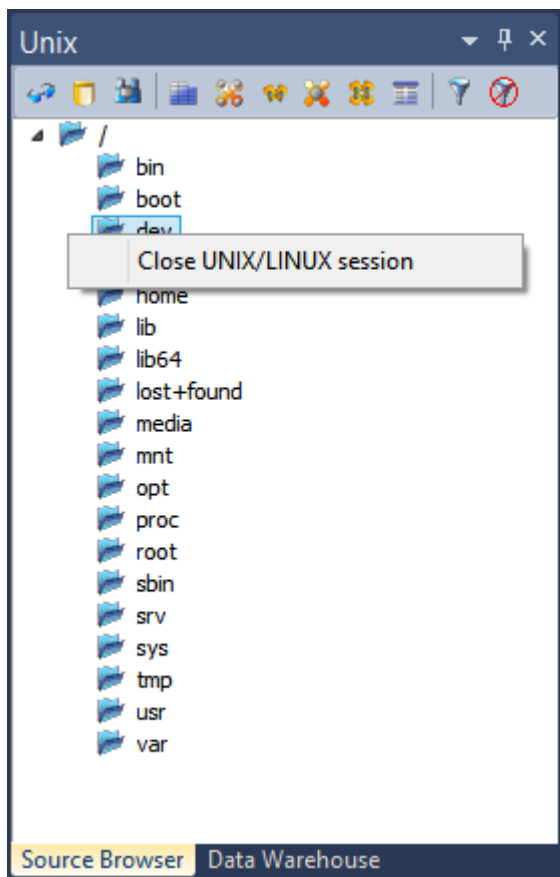 Unix
/
bin
boot
dev
Close UNIX/LINUX session
home
lib
lib64
lost+found
media
mnt
opt
proc
root
sbin
srv
sys
tmp
usr
var
Source Browser Data Warehouse